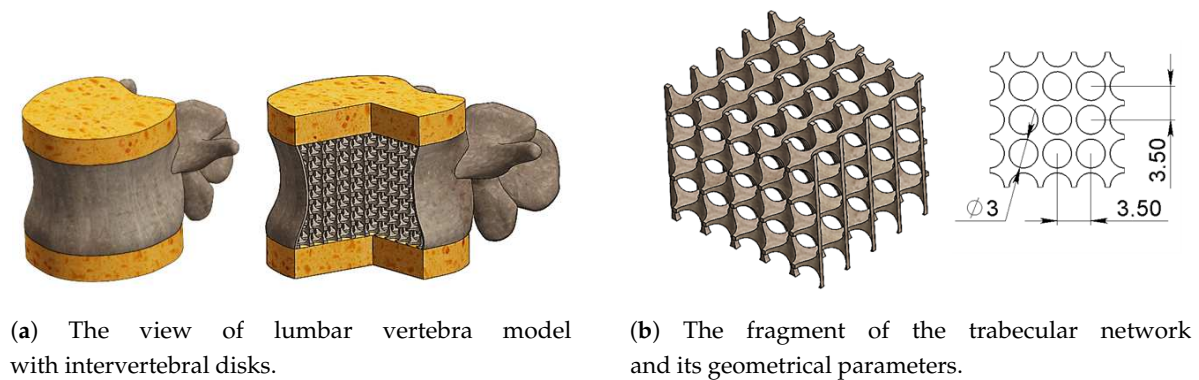 3.50
Ø3
3.50
(a) The view of lumbar vertebra model
with intervertebral disks.
(b) The fragment of the trabecular network
and its geometrical parameters.